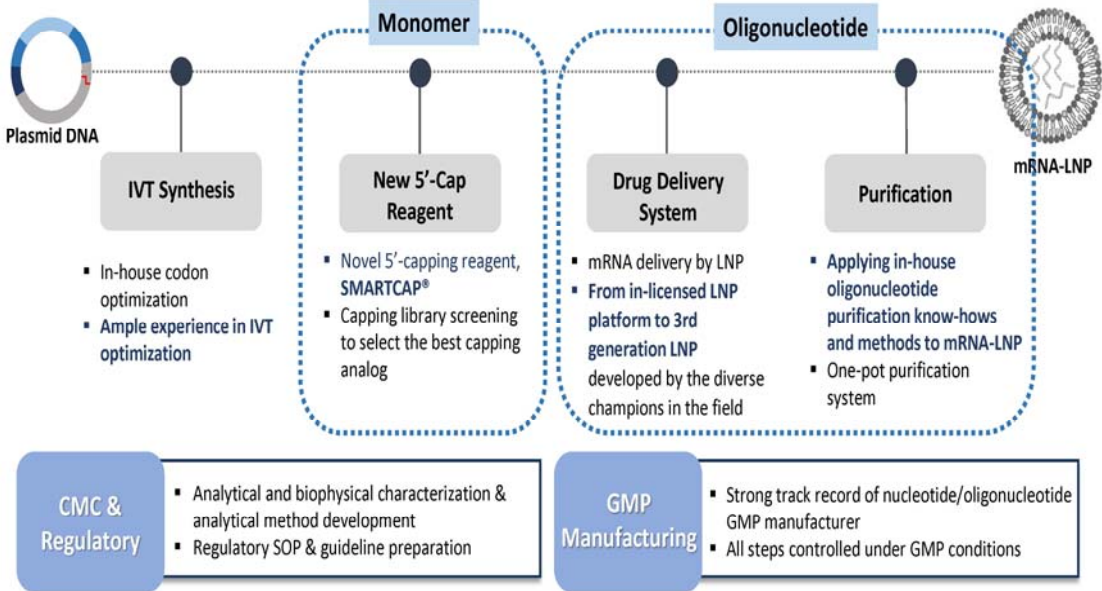 Monomer
Oligonucleotide
Plasmid DNA
mRNA-LNP
IVT Synthesis
▪ In-house codon
optimization
▪ Ample experience in IVT
optimization
New 5’-Cap
Reagent
▪ Novel 5’-capping reagent,
SMARTCAP®
▪ Capping library screening
to select the best capping
analog
Drug Delivery
System
▪ mRNA delivery by LNP
▪ From in-licensed LNP
platform to 3rd
generation LNP
developed by the diverse
champions in the field
Purification
▪ Applying in-house
oligonucleotide
purification know-hows
and methods to mRNA-LNP
▪ One-pot purification
system
CMC &
Regulatory
▪ Analytical and biophysical characterization &
analytical method development
▪ Regulatory SOP & guideline preparation
GMP
Manufacturing
▪ Strong track record of nucleotide/oligonucleotide
GMP manufacturer
▪ All steps controlled under GMP conditions